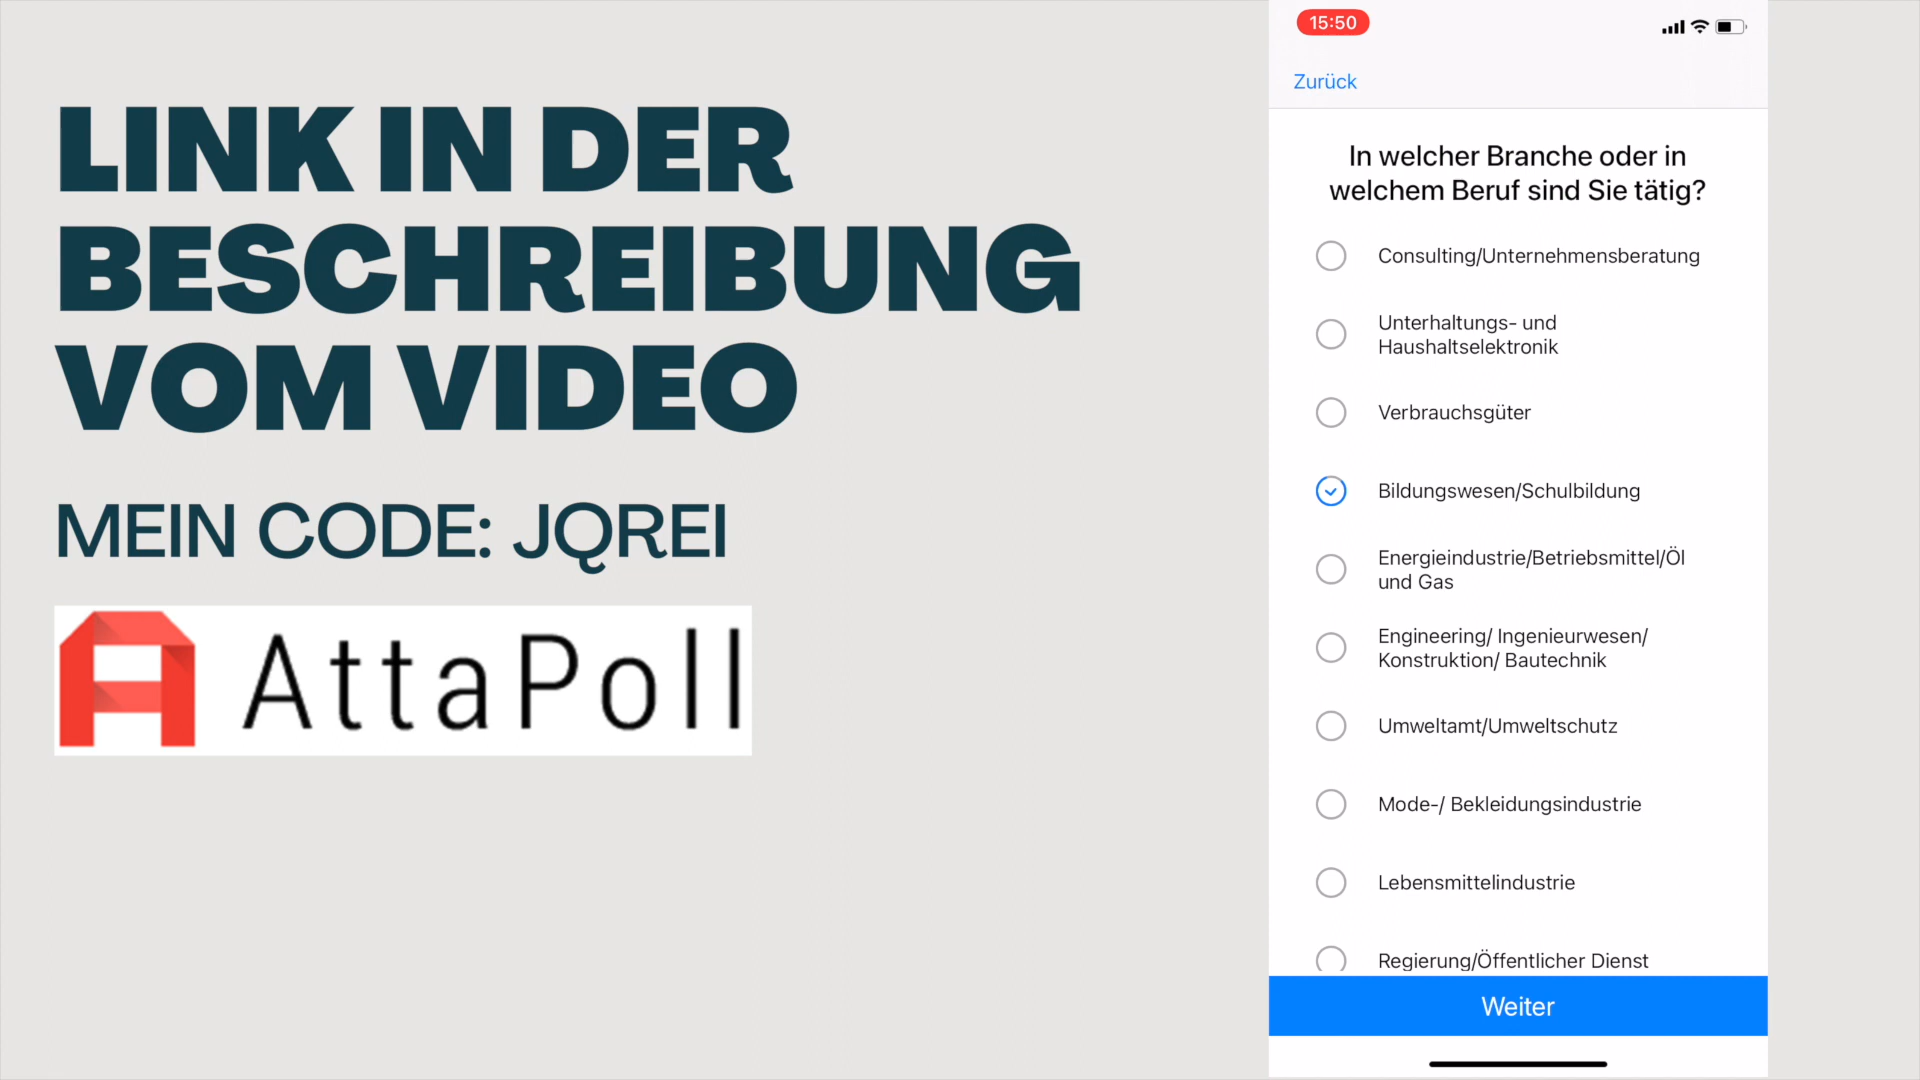 LINK IN DER
BESCHREIBUNG
VOM VIDEO
MEIN CODE: JQREI
AttaPoll
15:50
Zurück
In welcher Branche oder in
welchem Beruf sind Sie tätig?
Consulting/Unternehmensberatung
Unterhaltungs- und
Haushaltselektronik
Verbrauchsgüter
Bildungswesen/Schulbildung
Energieindustrie/Betriebsmittel/Öl
und Gas
Engineering/ Ingenieurwesen/
Konstruktion/ Bautechnik
Umweltamt/Umweltschutz
Mode-/ Bekleidungsindustrie
Lebensmittelindustrie
Regierung/Öffentlicher Dienst
Weiter